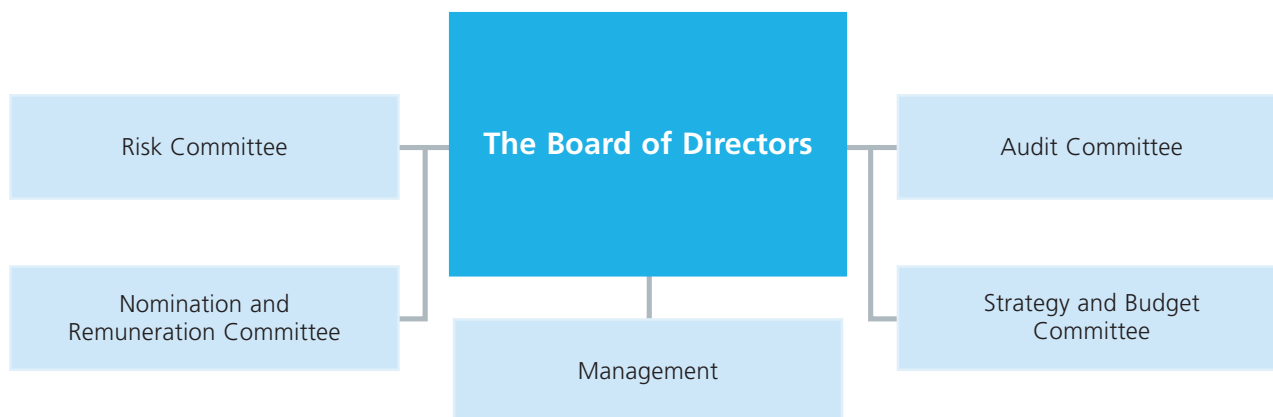 The Board of Directors
Risk Committee
Audit Committee
Nomination and
Remuneration Committee
Strategy and Budget
Committee
Management